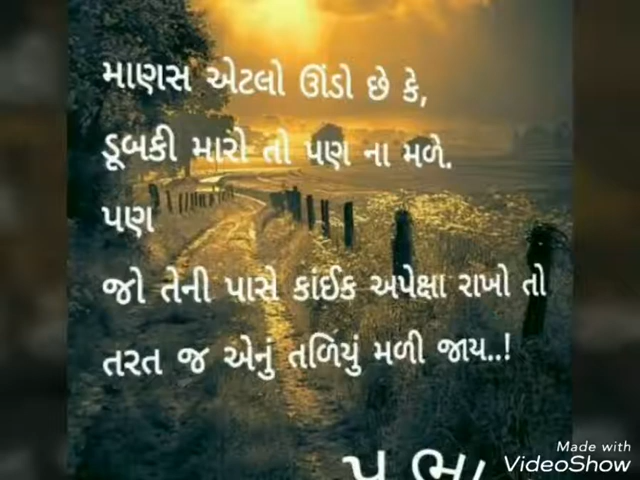 માણસ એટલો ઊંડો છે કે,
ડૂબકી મારો તો પણ ના મળે.
પણ
જો તેની પાસે કાંઈક અપેક્ષા રાખો તો
તરત જ એનું તળિયું મળી જાય..!
Made with
VideoShow